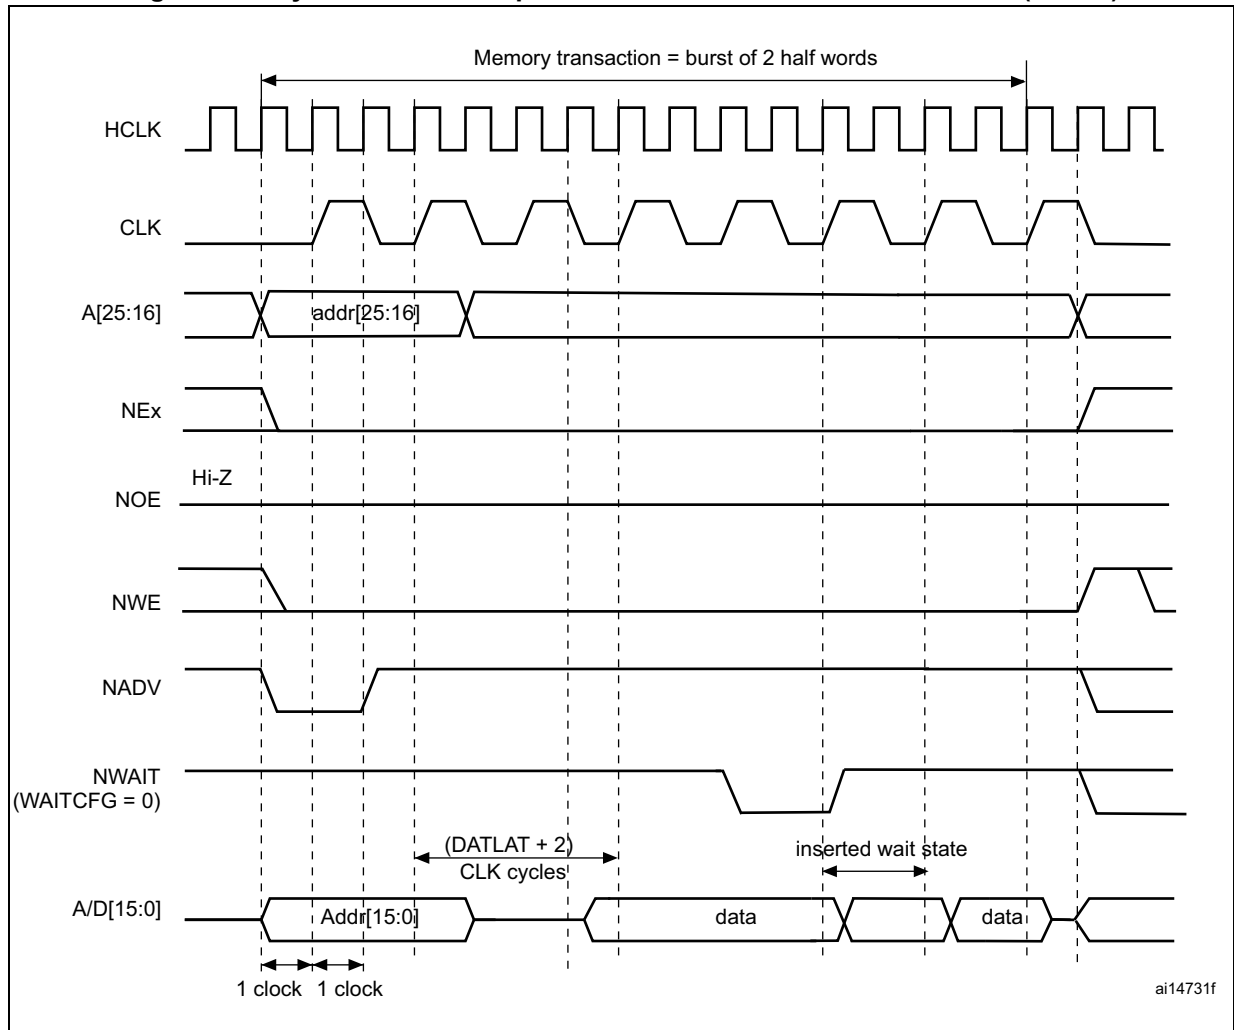 Memory transaction = burst of 2 half words
HCLK
CLK
A[25:16]
addr[25:16]
NEx
Hi-Z
NOE
NWE
NADV
NWAIT
(WAITCFG = 0)
(DATLAT + 2)
CLK cycles
inserted wait state
A/D[15:0]
Addr[15:0]
data
data
1 clock
1 clock
ai14731f